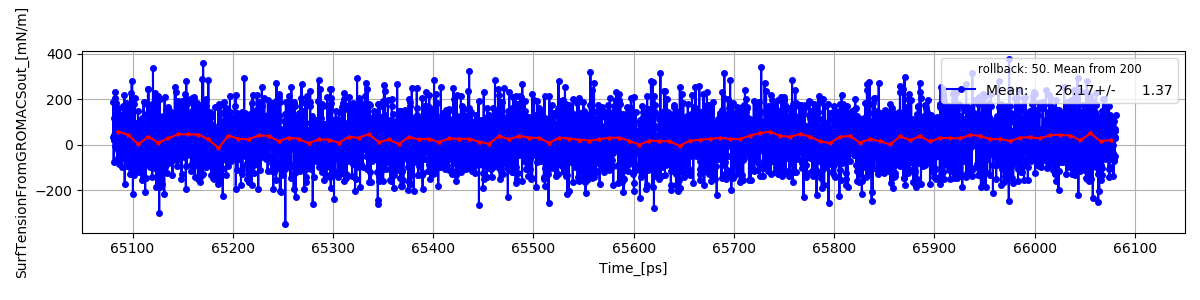 SurfTensionFromGROMACSout_[mN/m]
400
200
0
−200
rollback: 50. Mean from 200
Mean: 26.17+/- 1.37
65100 65200 65300 65400 65500 65600 65700 65800 65900 66000 66100
Time_[ps]